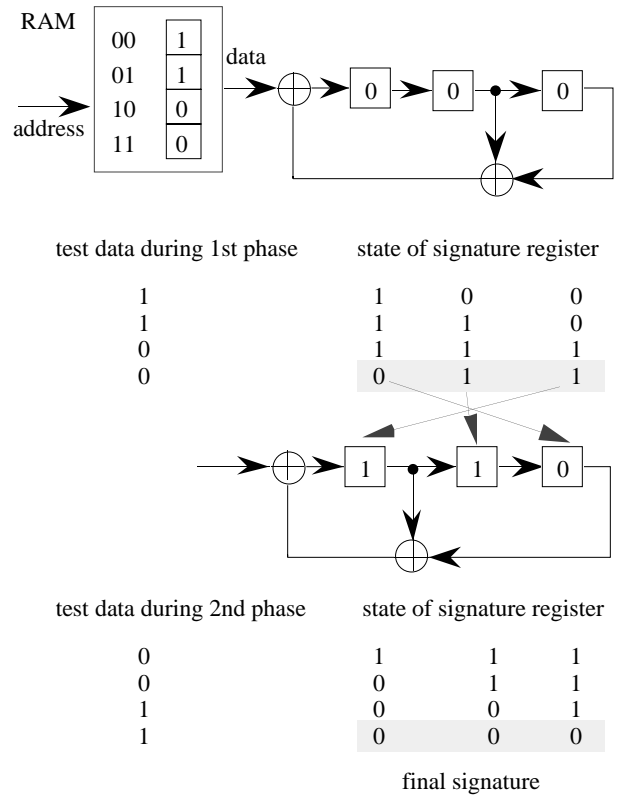 RAM
00 1
01 1
10 0
11 0
address
data
0 0 0
test data during 1st phase state of signature register
1 1 0 0
1 1 1 0
0 1 1 1
0 0 1 1
1 1 0
test data during 2nd phase state of signature register
0 1 1 1
0 0 1 1
1 0 0 1
1 0 0 0
final signature